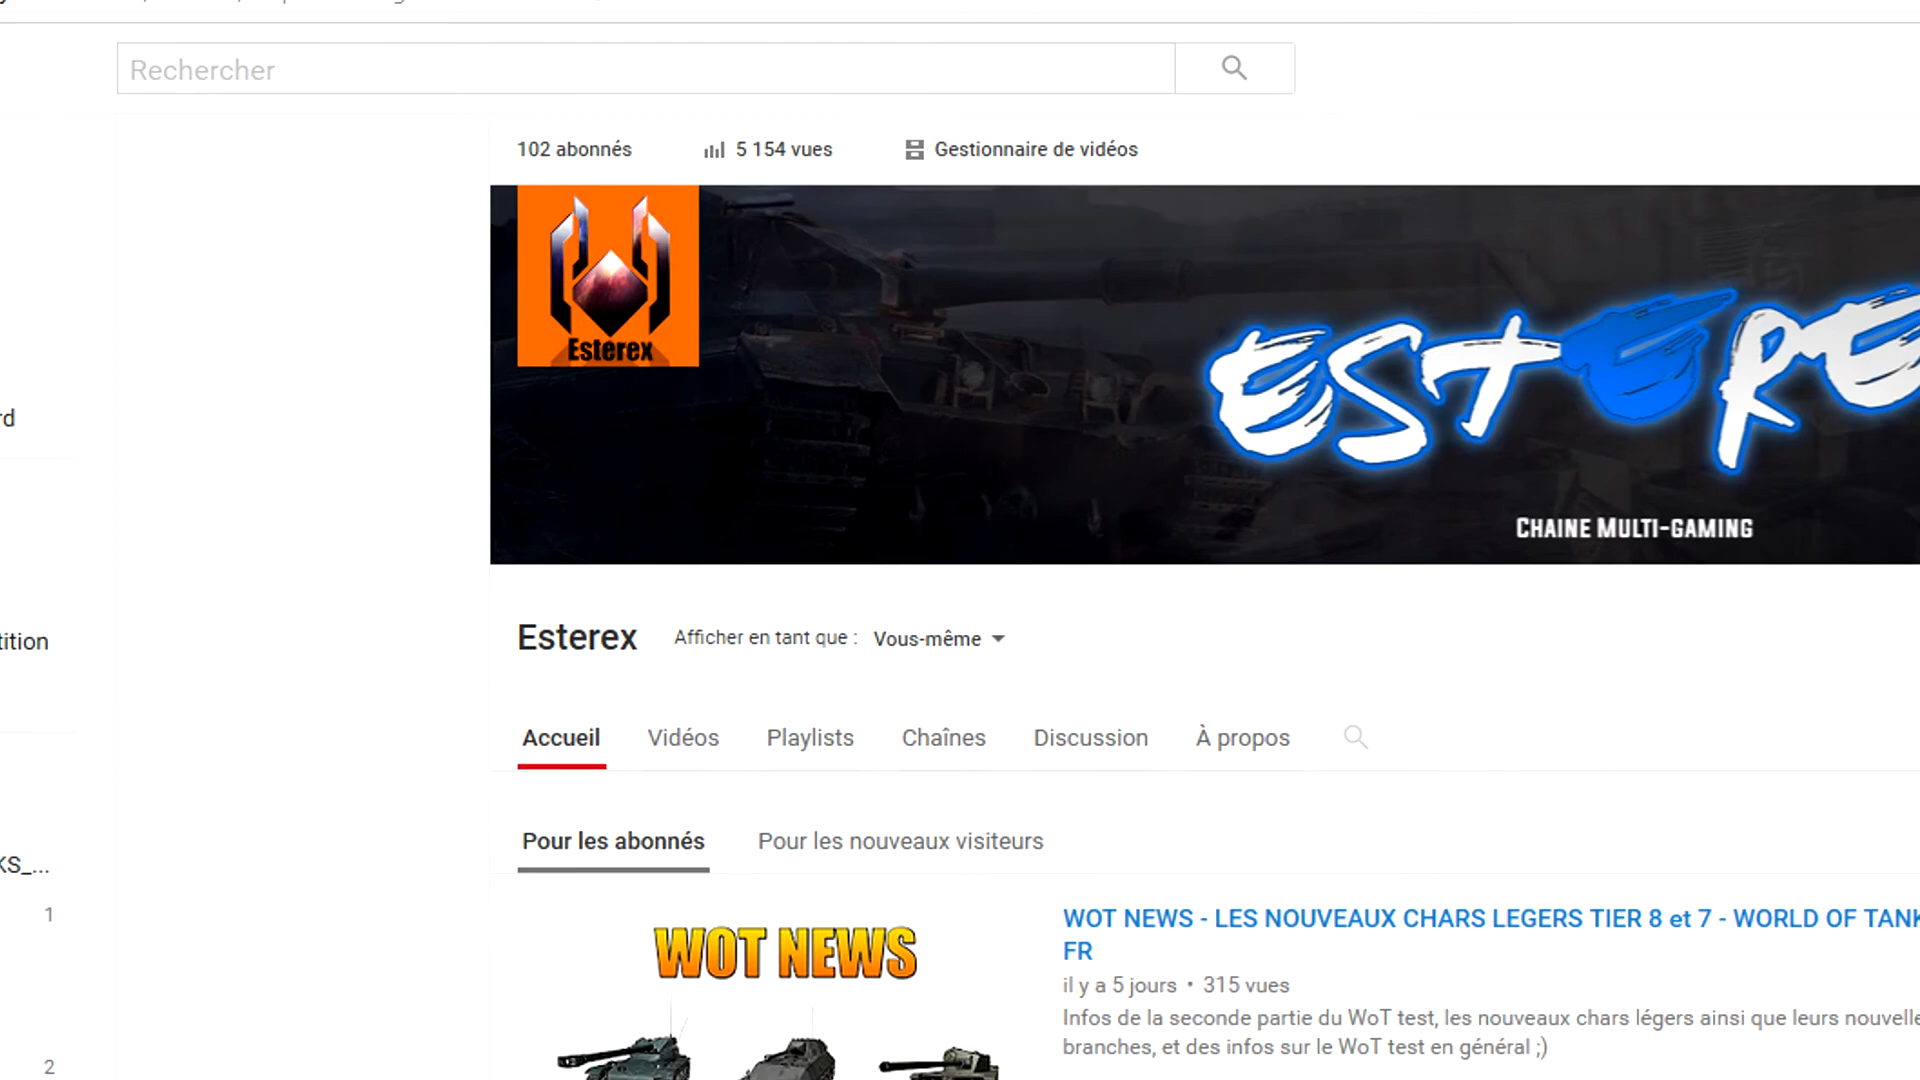 Rechercher
102 abonnés
5 154 vues
Gestionnaire de vidéos
Esterex
ESTERE
CHAINE MULTI-GAMING
rd
Esterex
Afficher en tant que :
Vous-même
tition
Accueil
Vidéos
Playlists
Chaînes
Discussion
À propos
Pour les abonnés
Pour les nouveaux visiteurs
KS_...
1
WOT NEWS
WOT NEWS - LES NOUVEAUX CHARS LEGERS TIER 8 et 7 - WORLD OF TANK
FR
il y a 5 jours • 315 vues
Infos de la seconde partie du WoT test, les nouveaux chars légers ainsi que leurs nouvelle
branches, et des infos sur le WoT test en général ;)
2